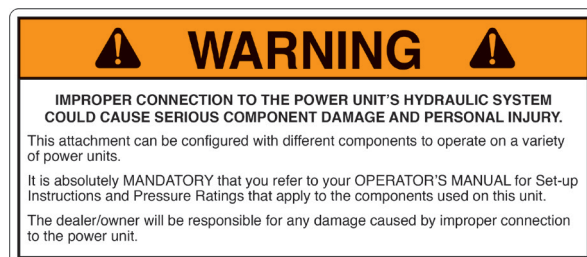 WARNING
IMPROPER CONNECTION TO THE POWER UNIT'S HYDRAULIC SYSTEM
COULD CAUSE SERIOUS COMPONENT DAMAGE AND PERSONAL INJURY.
This attachment can be configured with different components to operate on a variety
of power units.
It is absolutely MANDATORY that you refer to your OPERATOR'S MANUAL for Set-up
Instructions and Pressure Ratings that apply to the components used on this unit.
The dealer/owner will be responsible for any damage caused by improper connection
to the power unit.